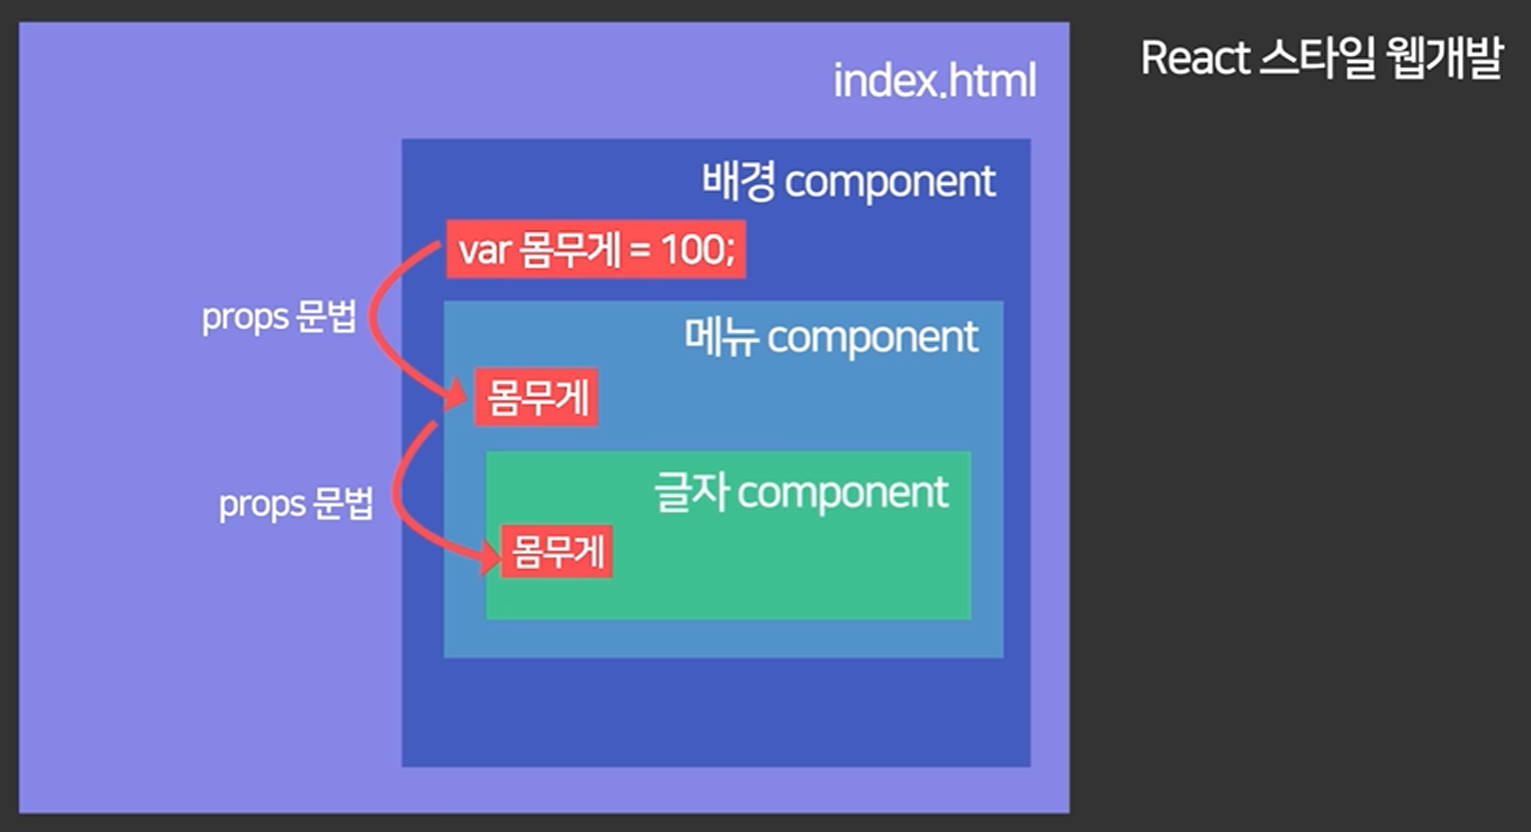 React 스타일 웹개발
index.html
배경 component
var 몸무게 = 100;
props 문법
메뉴 component
몸무게
props 문법
글자 component
몸무게